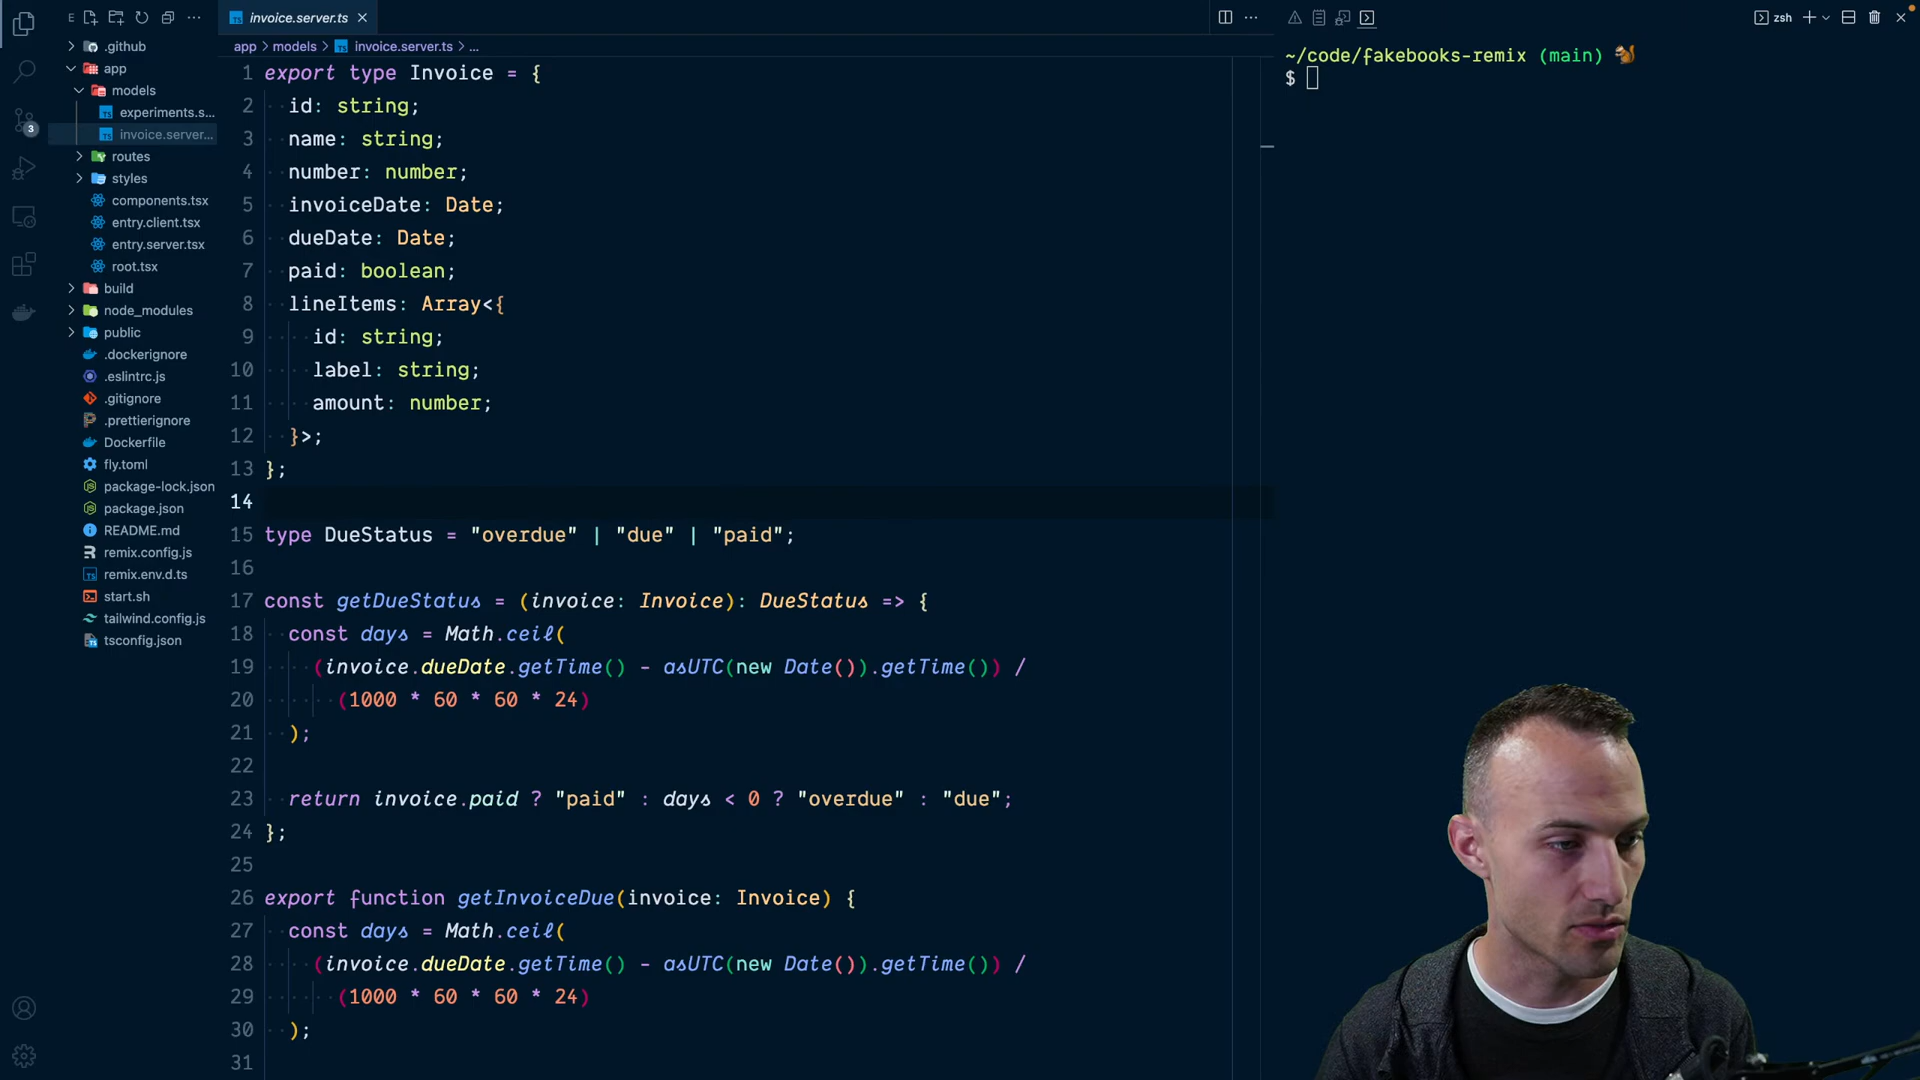 E
invoice.server.ts
zsh
.github
app > models > invoice.server.ts > ...
~/code/fakebooks-remix (main) 🐿️
$
app
models
experiments.s...
invoice.server...
routes
styles
components.tsx
entry.client.tsx
entry.server.tsx
root.tsx
build
node_modules
public
.dockerignore
.eslintrc.js
.gitignore
.prettierignore
Dockerfile
fly.toml
package-lock.json
package.json
README.md
remix.config.js
remix.env.d.ts
start.sh
tailwind.config.js
tsconfig.json
3
1 export type Invoice = {
2 id: string;
3 name: string;
4 number: number;
5 invoiceDate: Date;
6 dueDate: Date;
7 paid: boolean;
8 lineItems: Array<{
9 id: string;
10 label: string;
11 amount: number;
12 }>;
13 };
14
15 type DueStatus = "overdue" | "due" | "paid";
16
17 const getDueStatus = (invoice: Invoice): DueStatus => {
18 const days = Math.ceil(
19 (invoice.dueDate.getTime() - asUTC(new Date()).getTime()) /
20 (1000 * 60 * 60 * 24)
21 );
22
23 return invoice.paid ? "paid" : days < 0 ? "overdue" : "due";
24 };
25
26 export function getInvoiceDue(invoice: Invoice) {
27 const days = Math.ceil(
28 (invoice.dueDate.getTime() - asUTC(new Date()).getTime()) /
29 (1000 * 60 * 60 * 24)
30 );
31